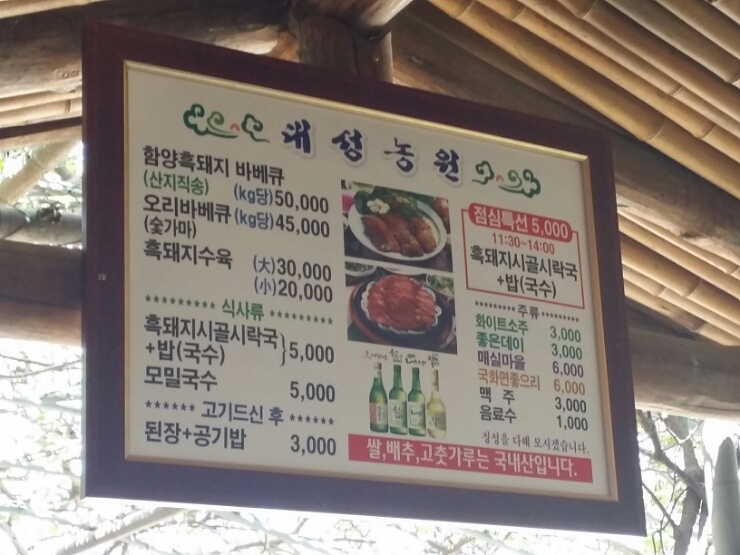 대성농원
함양흑돼지 바베큐
(산지직송) (kg당)50,000
오리바베큐 (kg당)45,000
(숯가마)
흑돼지수육 (大)30,000
(小)20,000
********* 식사류 *********
흑돼지시골시락국
+밥(국수) }5,000
모밀국수 5,000
****** 고기드신 후 ******
된장+공기밥 3,000
점심특선 5,000
11:30~14:00
흑돼지시골시락국
+밥(국수)
********* 주류 *********
화이트소주 3,000
좋은데이 3,000
매실마을 6,000
국화면좋으리 6,000
맥 주 3,000
음료수 1,000
정성을 다해 모시겠습니다.
쌀,배추,고춧가루는 국내산입니다.